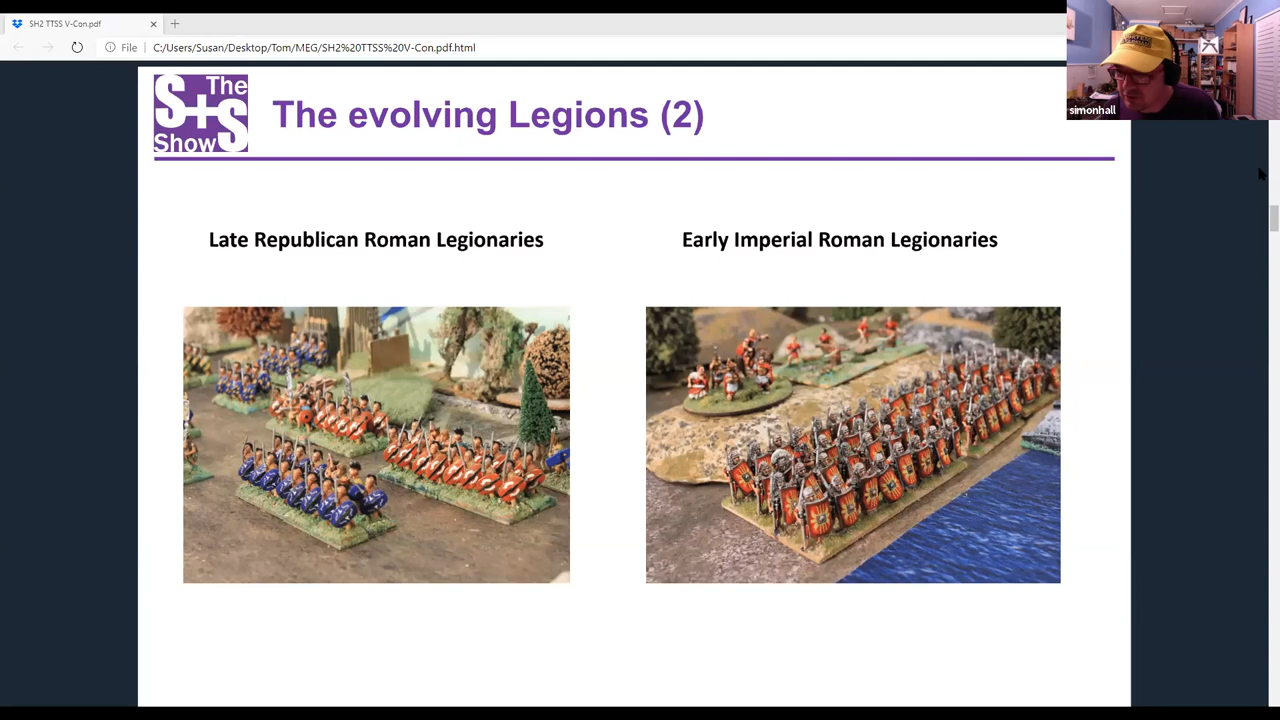 SH2 TTSS V-Con.pdf
File
C:/Users/Susan/Desktop/Tom/MEG/SH2%20TTSS%20V-Con.pdf.html
simonhall
The
S+S
Show
The evolving Legions (2)
Late Republican Roman Legionaries
Early Imperial Roman Legionaries